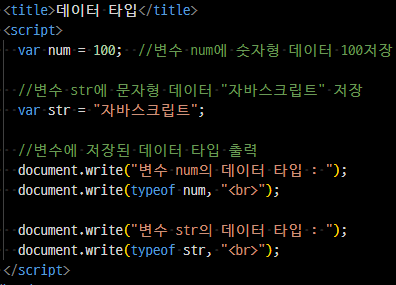 <title>데이터 타입</title>
<script>
var num = 100; //변수 num에 숫자형 데이터 100저장
//변수 str에 문자형 데이터 "자바스크립트" 저장
var str = "자바스크립트";
//변수에 저장된 데이터 타입 출력
document.write("변수 num의 데이터 타입 : ");
document.write(typeof num, "<br>");
document.write("변수 str의 데이터 타입 : ");
document.write(typeof str, "<br>");
</script>